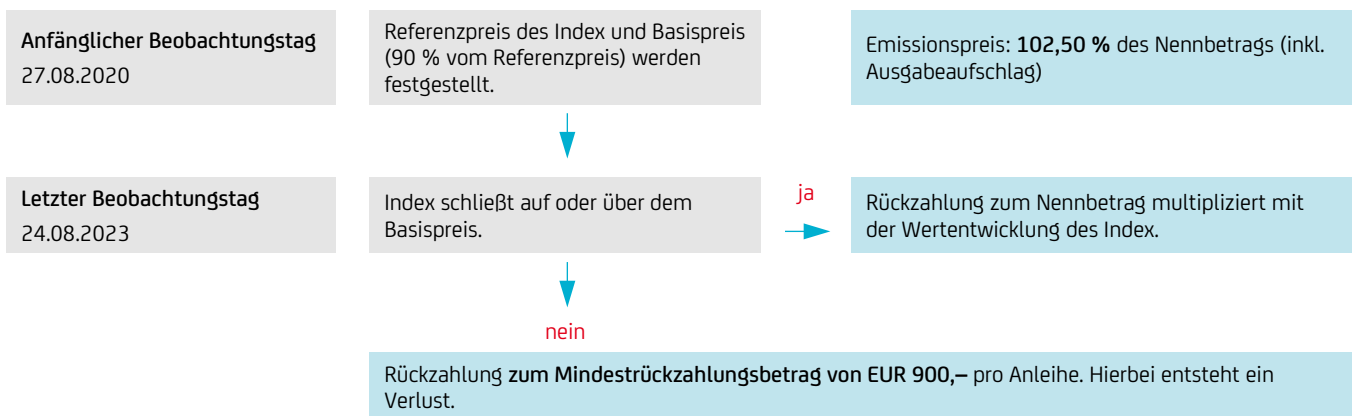 Anfänglicher Beobachtungstag
27.08.2020
Referenzpreis des Index und Basispreis
(90 % vom Referenzpreis) werden
festgestellt.
Emissionspreis: 102,50 % des Nennbetrags (inkl.
Ausgabeaufschlag)
Letzter Beobachtungstag
24.08.2023
Index schließt auf oder über dem
Basispreis.
ja
Rückzahlung zum Nennbetrag multipliziert mit
der Wertentwicklung des Index.
nein
Rückzahlung zum Mindestrückzahlungsbetrag von EUR 900,– pro Anleihe. Hierbei entsteht ein
Verlust.